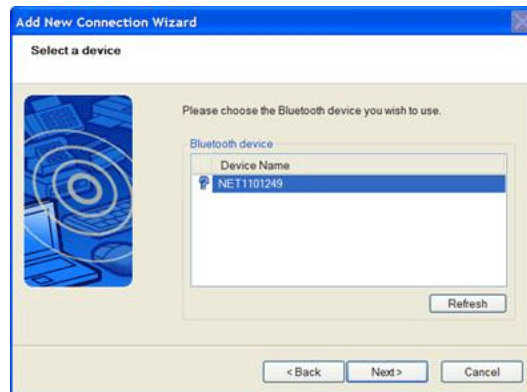 Add New Connection Wizard
Select a device
Please choose the Bluetooth device you wish to use.
Bluetooth device
Device Name
NET1101249
Refresh
< Back
Next >
Cancel